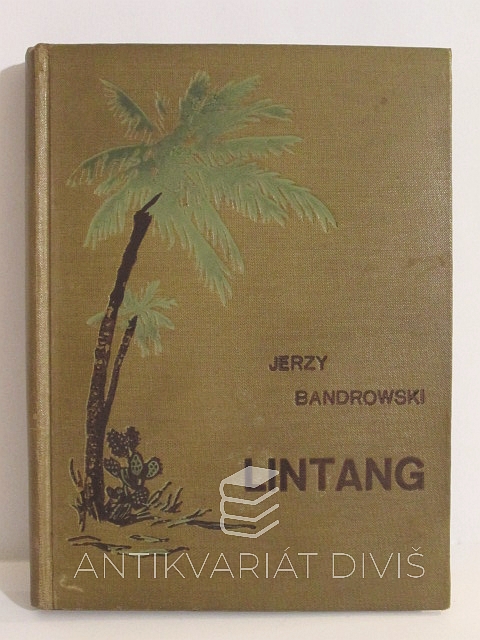 JERZY
BANDROWSKI
LINTANG
ANTIKVARIÁT DIVIŠ